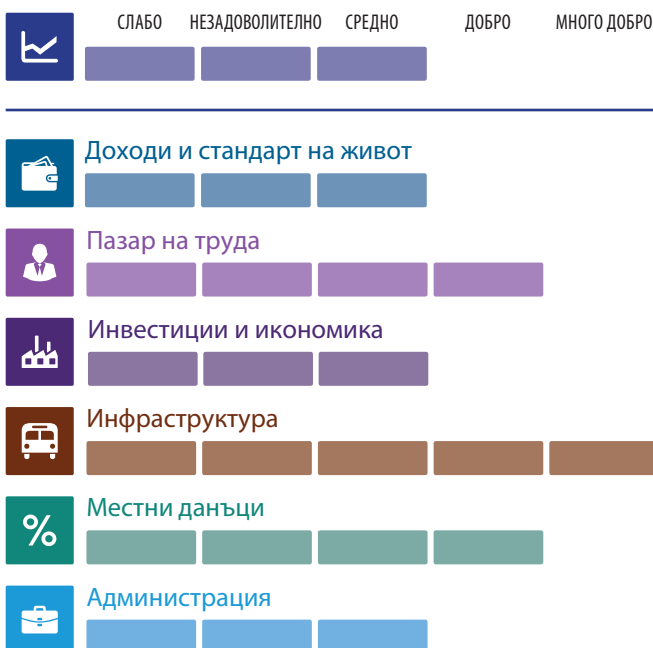 СЛАБО НЕЗАДОВОЛИТЕЛНО СРЕДНО ДОБРО МНОГО ДОБРО
Доходи и стандарт на живот
Пазар на труда
Инвестиции и икономика
Инфраструктура
%
Местни данъци
Администрация